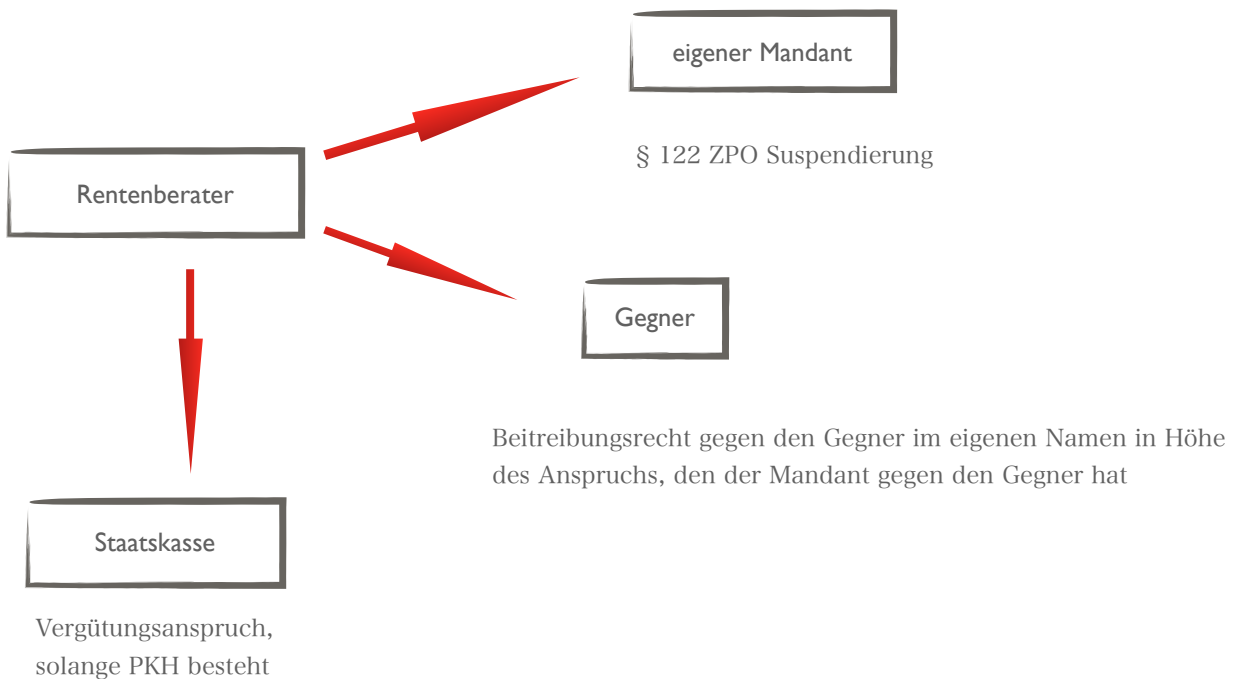 eigener Mandant
§ 122 ZPO Suspendierung
Rentenberater
Gegner
Beitreibungsrecht gegen den Gegner im eigenen Namen in Höhe
des Anspruchs, den der Mandant gegen den Gegner hat
Staatskasse
Vergütungsanspruch,
solange PKH besteht